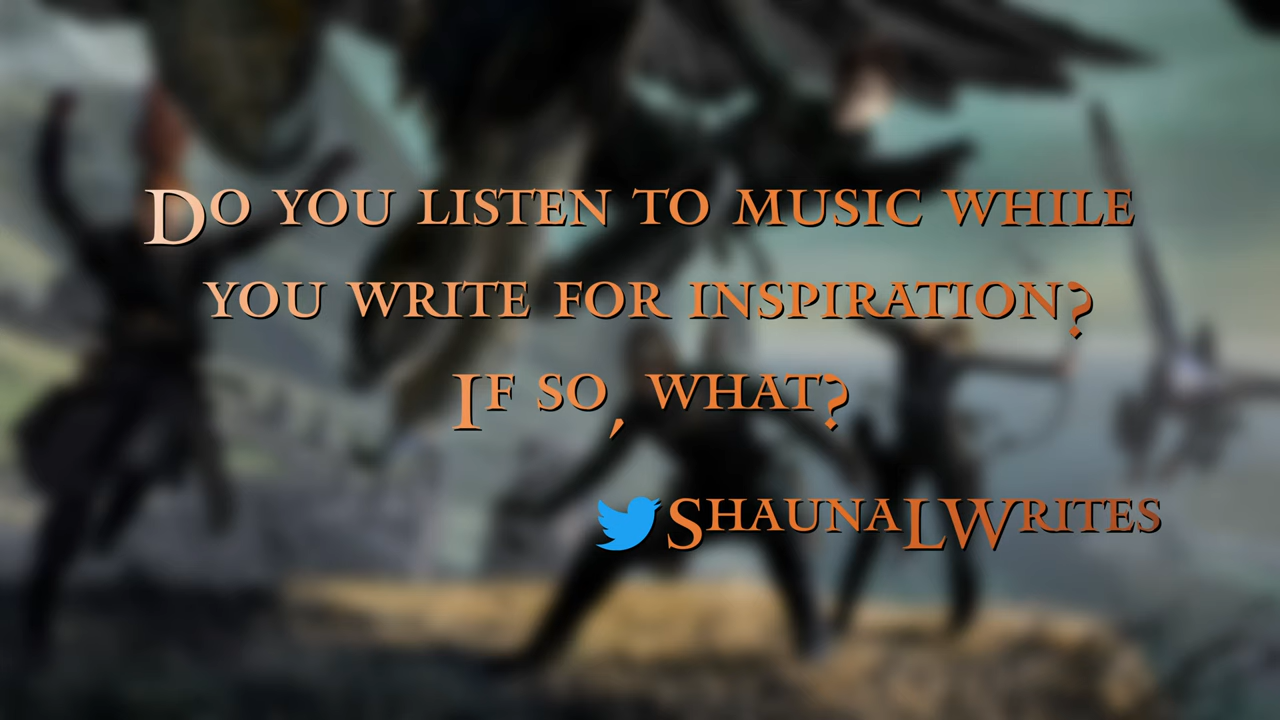 Do you listen to music while
you write for inspiration?
If so, what?
ShaunaLWrites